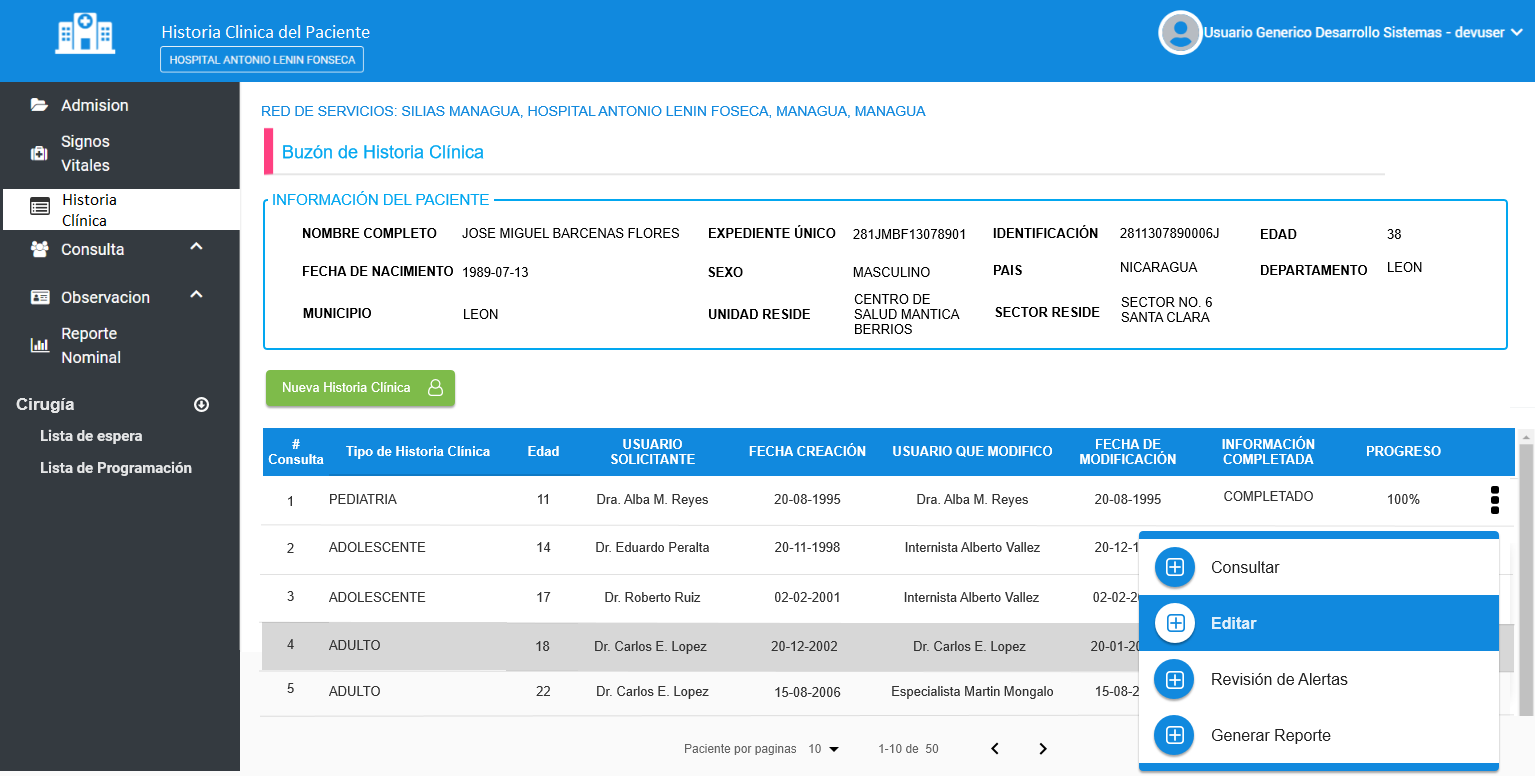 Historia Clinica del Paciente
HOSPITAL ANTONIO LENIN FONSECA
Usuario Generico Desarrollo Sistemas - devuser
Admision
Signos
Vitales
Historia
Clínica
Consulta
Observacion
Reporte
Nominal
Cirugía
Lista de espera
Lista de Programación
RED DE SERVICIOS: SILIAS MANAGUA, HOSPITAL ANTONIO LENIN FOSECA, MANAGUA, MANAGUA
Buzón de Historia Clínica
INFORMACIÓN DEL PACIENTE
NOMBRE COMPLETO JOSE MIGUEL BARCENAS FLORES EXPEDIENTE ÚNICO 281JMBF13078901 IDENTIFICACIÓN 2811307890006J EDAD 38
FECHA DE NACIMIENTO 1989-07-13 SEXO MASCULINO PAIS NICARAGUA DEPARTAMENTO LEON
MUNICIPIO LEON UNIDAD RESIDE CENTRO DE SALUD MANTICA BERRIOS SECTOR RESIDE SECTOR NO. 6 SANTA CLARA
Nueva Historia Clínica
# Consulta Tipo de Historia Clínica Edad USUARIO SOLICITANTE FECHA CREACIÓN USUARIO QUE MODIFICO FECHA DE MODIFICACIÓN INFORMACIÓN COMPLETADA PROGRESO
1 PEDIATRIA 11 Dra. Alba M. Reyes 20-08-1995 Dra. Alba M. Reyes 20-08-1995 COMPLETADO 100%
2 ADOLESCENTE 14 Dr. Eduardo Peralta 20-11-1998 Internista Alberto Vallez 20-12-1
3 ADOLESCENTE 17 Dr. Roberto Ruiz 02-02-2001 Internista Alberto Vallez 02-02-2
4 ADULTO 18 Dr. Carlos E. Lopez 20-12-2002 Dr. Carlos E. Lopez 20-01-20
5 ADULTO 22 Dr. Carlos E. Lopez 15-08-2006 Especialista Martin Mongalo 15-08-2
Consultar
Editar
Revisión de Alertas
Generar Reporte
Paciente por paginas 10 1-10 de 50